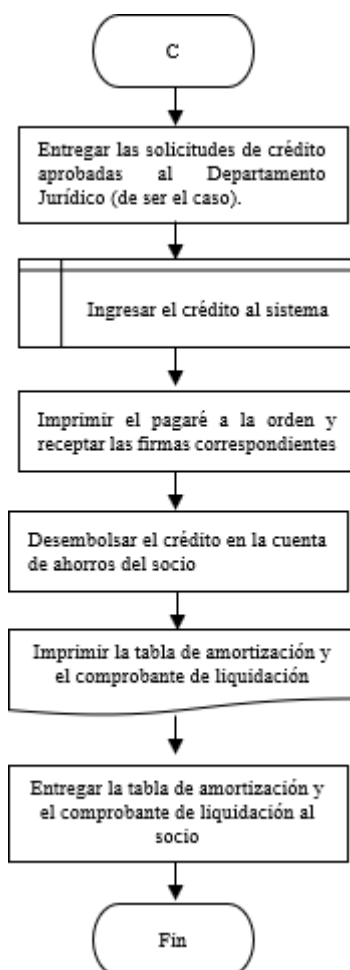 C
Entregar las solicitudes de crédito
aprobadas al Departamento
Jurídico (de ser el caso).
Ingresar el crédito al sistema
Imprimir el pagaré a la orden y
receptar las firmas correspondientes
Desembolsar el crédito en la cuenta
de ahorros del socio
Imprimir la tabla de amortización y
el comprobante de liquidación
Entregar la tabla de amortización y
el comprobante de liquidación al
socio
Fin